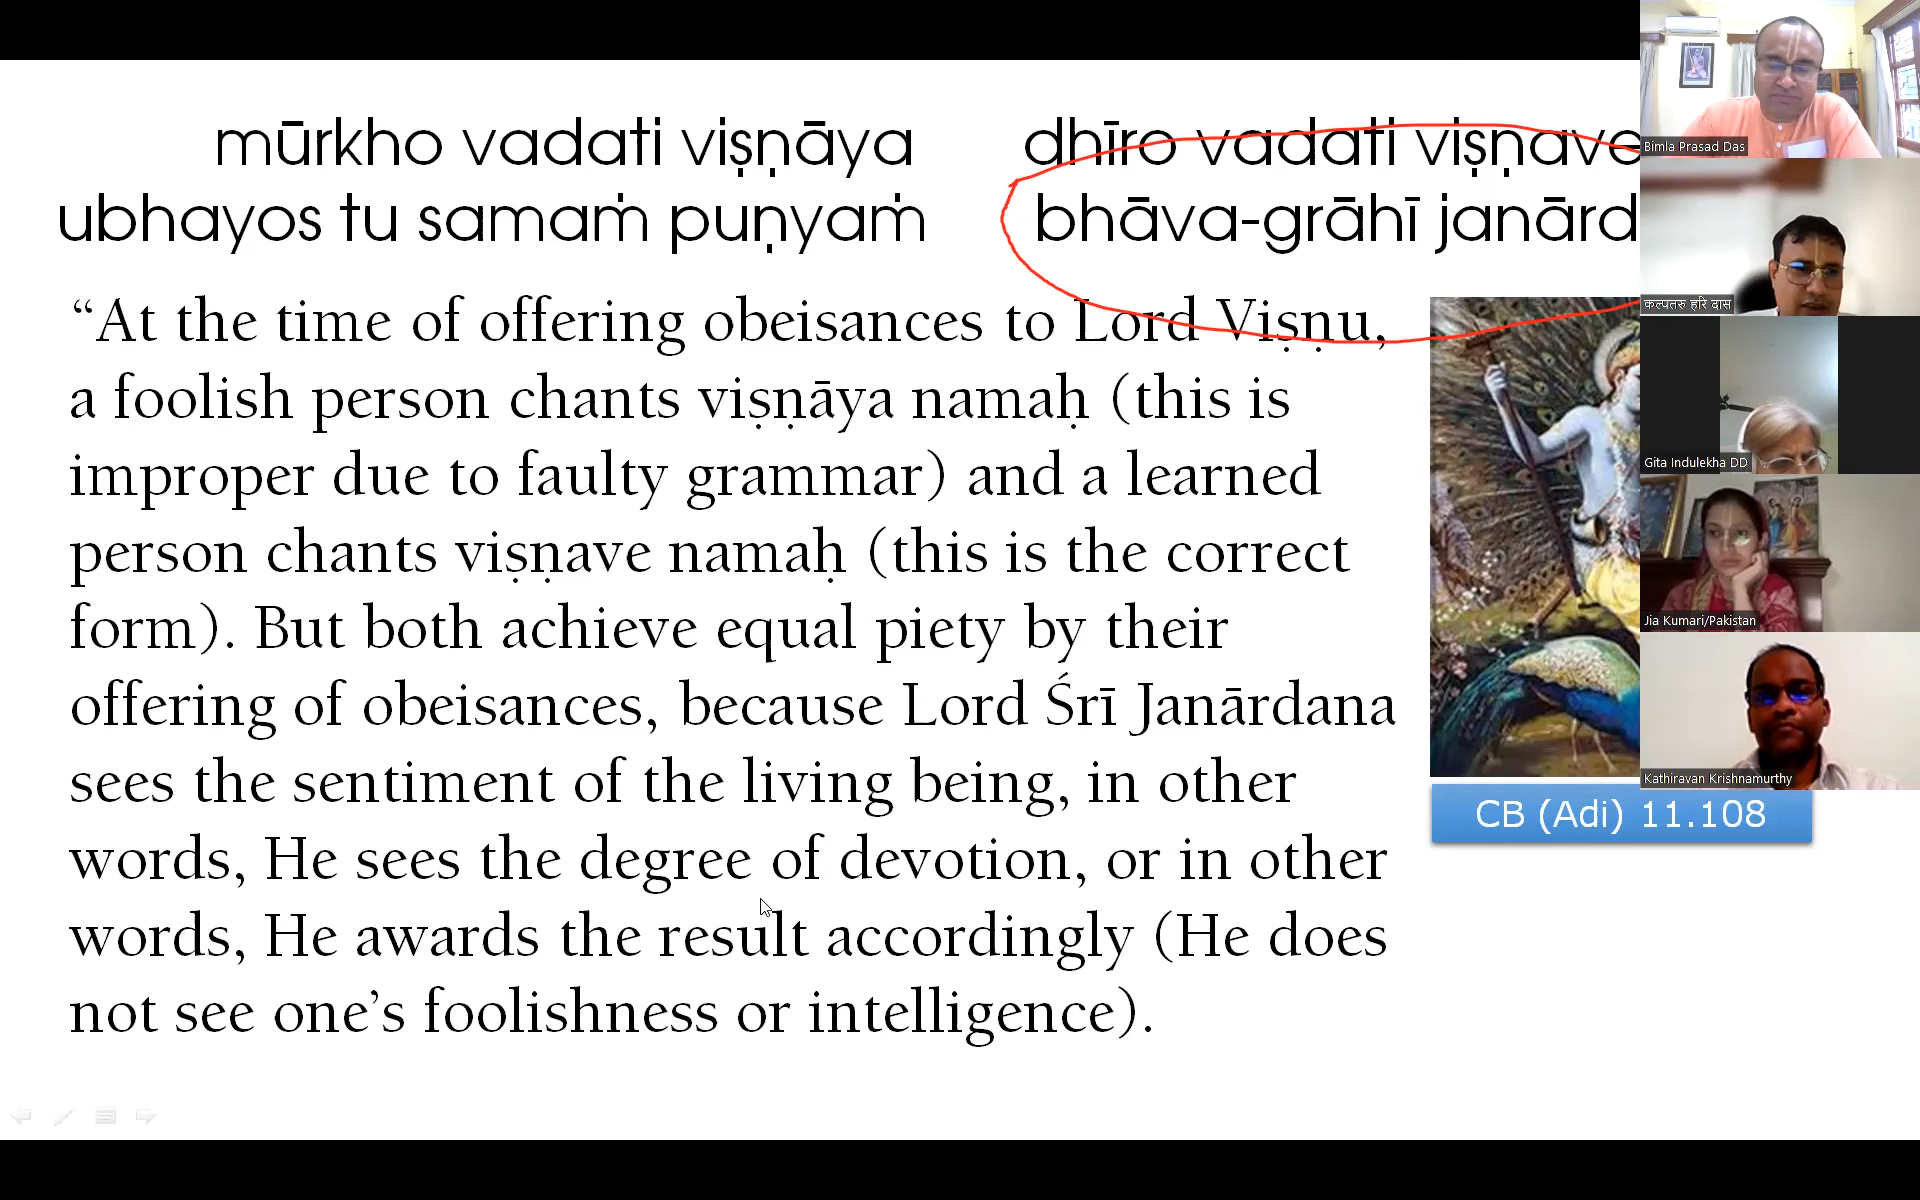 mūrkho vadati viṣṇāya dhīro vadati viṣṇave
ubhayos tu samaṁ puṇyaṁ bhāva-grāhī janārd
“At the time of offering obeisances to Lord Viṣṇu,
a foolish person chants viṣṇāya namaḥ (this is
improper due to faulty grammar) and a learned
person chants viṣṇave namaḥ (this is the correct
form). But both achieve equal piety by their
offering of obeisances, because Lord Śrī Janārdana
sees the sentiment of the living being, in other
words, He sees the degree of devotion, or in other
words, He awards the result accordingly (He does
not see one’s foolishness or intelligence).
CB (Adi) 11.108
Bimla Prasad Das
कल्पतरु हरि दास
Gita Indulekha DD
Jia Kumari/Pakistan
Kathiravan Krishnamurthy